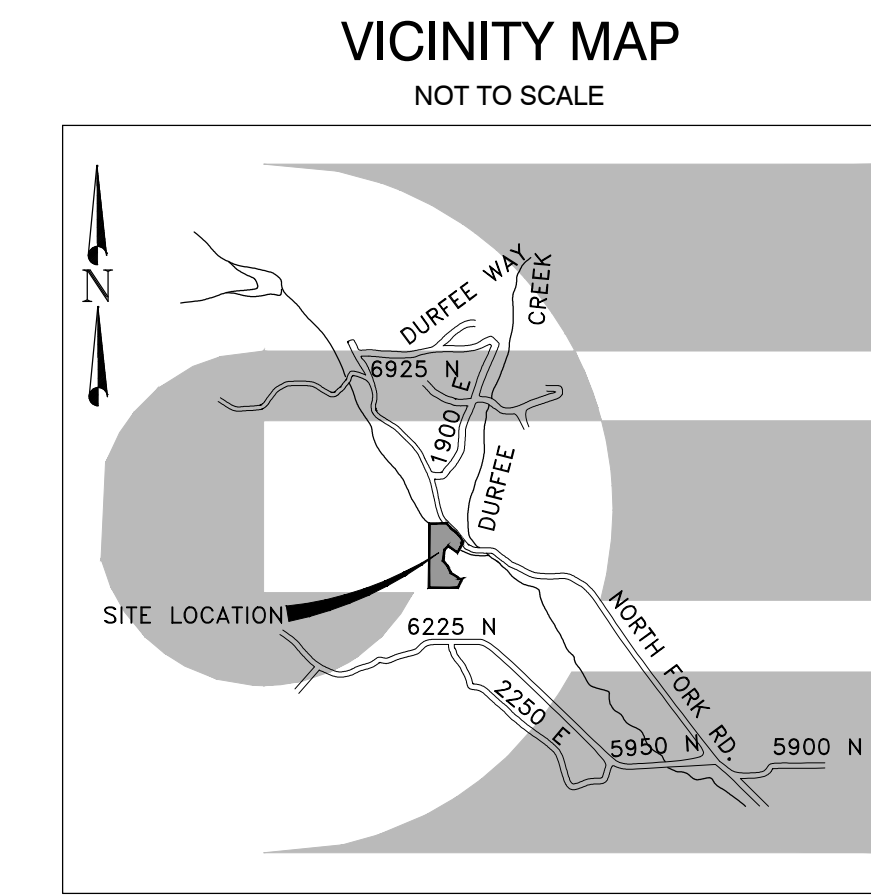 VICINITY MAP
NOT TO SCALE
N
DURFEE WAY
CREEK
6925 N
1900 E
DURFEE
SITE LOCATION
6225 N
NORTH FORK RD.
2250 E
5950 N
5900 N